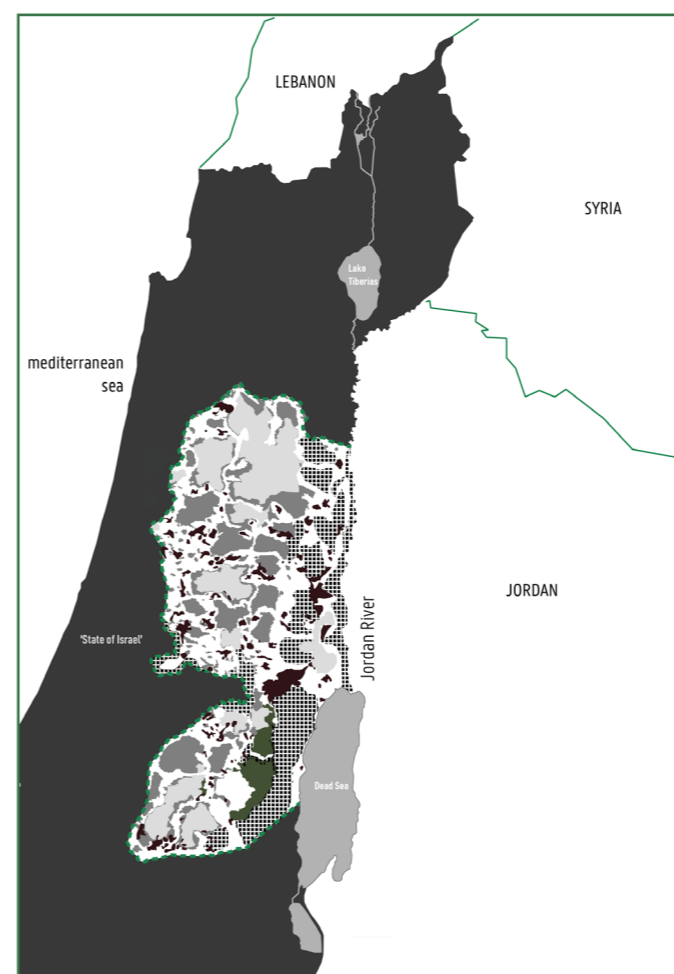 LEBANON
SYRIA
Lake
Tiberias
mediterranean
sea
JORDAN
'State of Israel'
Jordan River
Dead Sea